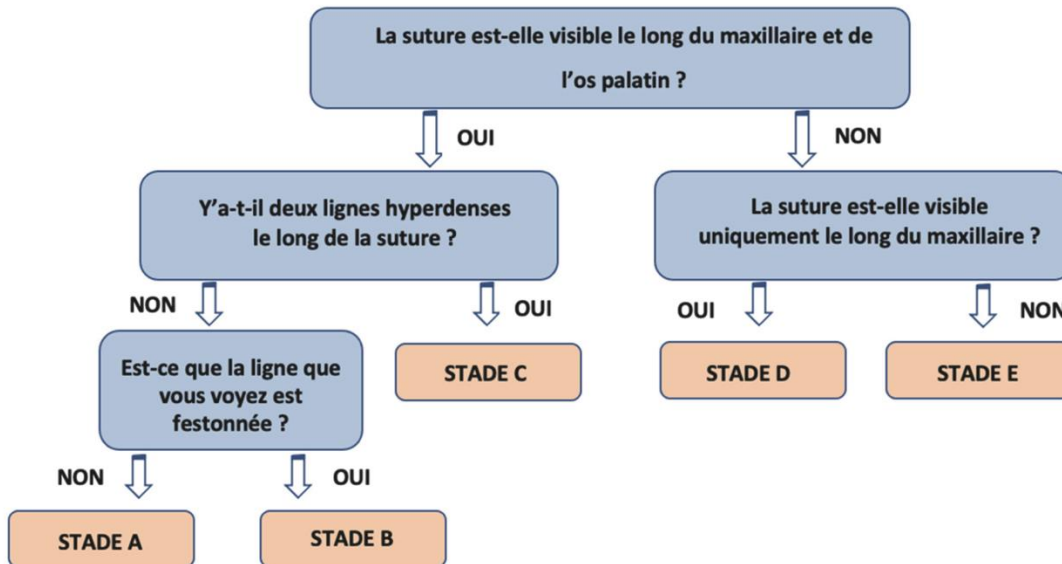 La suture est-elle visible le long du maxillaire et de
l'os palatin ?
OUI
NON
Y'a-t-il deux lignes hyperdenses
le long de la suture ?
La suture est-elle visible
uniquement le long du maxillaire ?
NON
OUI
OUI
NON
Est-ce que la ligne que
vous voyez est
festonnée ?
STADE C
STADE D
STADE E
NON
OUI
STADE A
STADE B